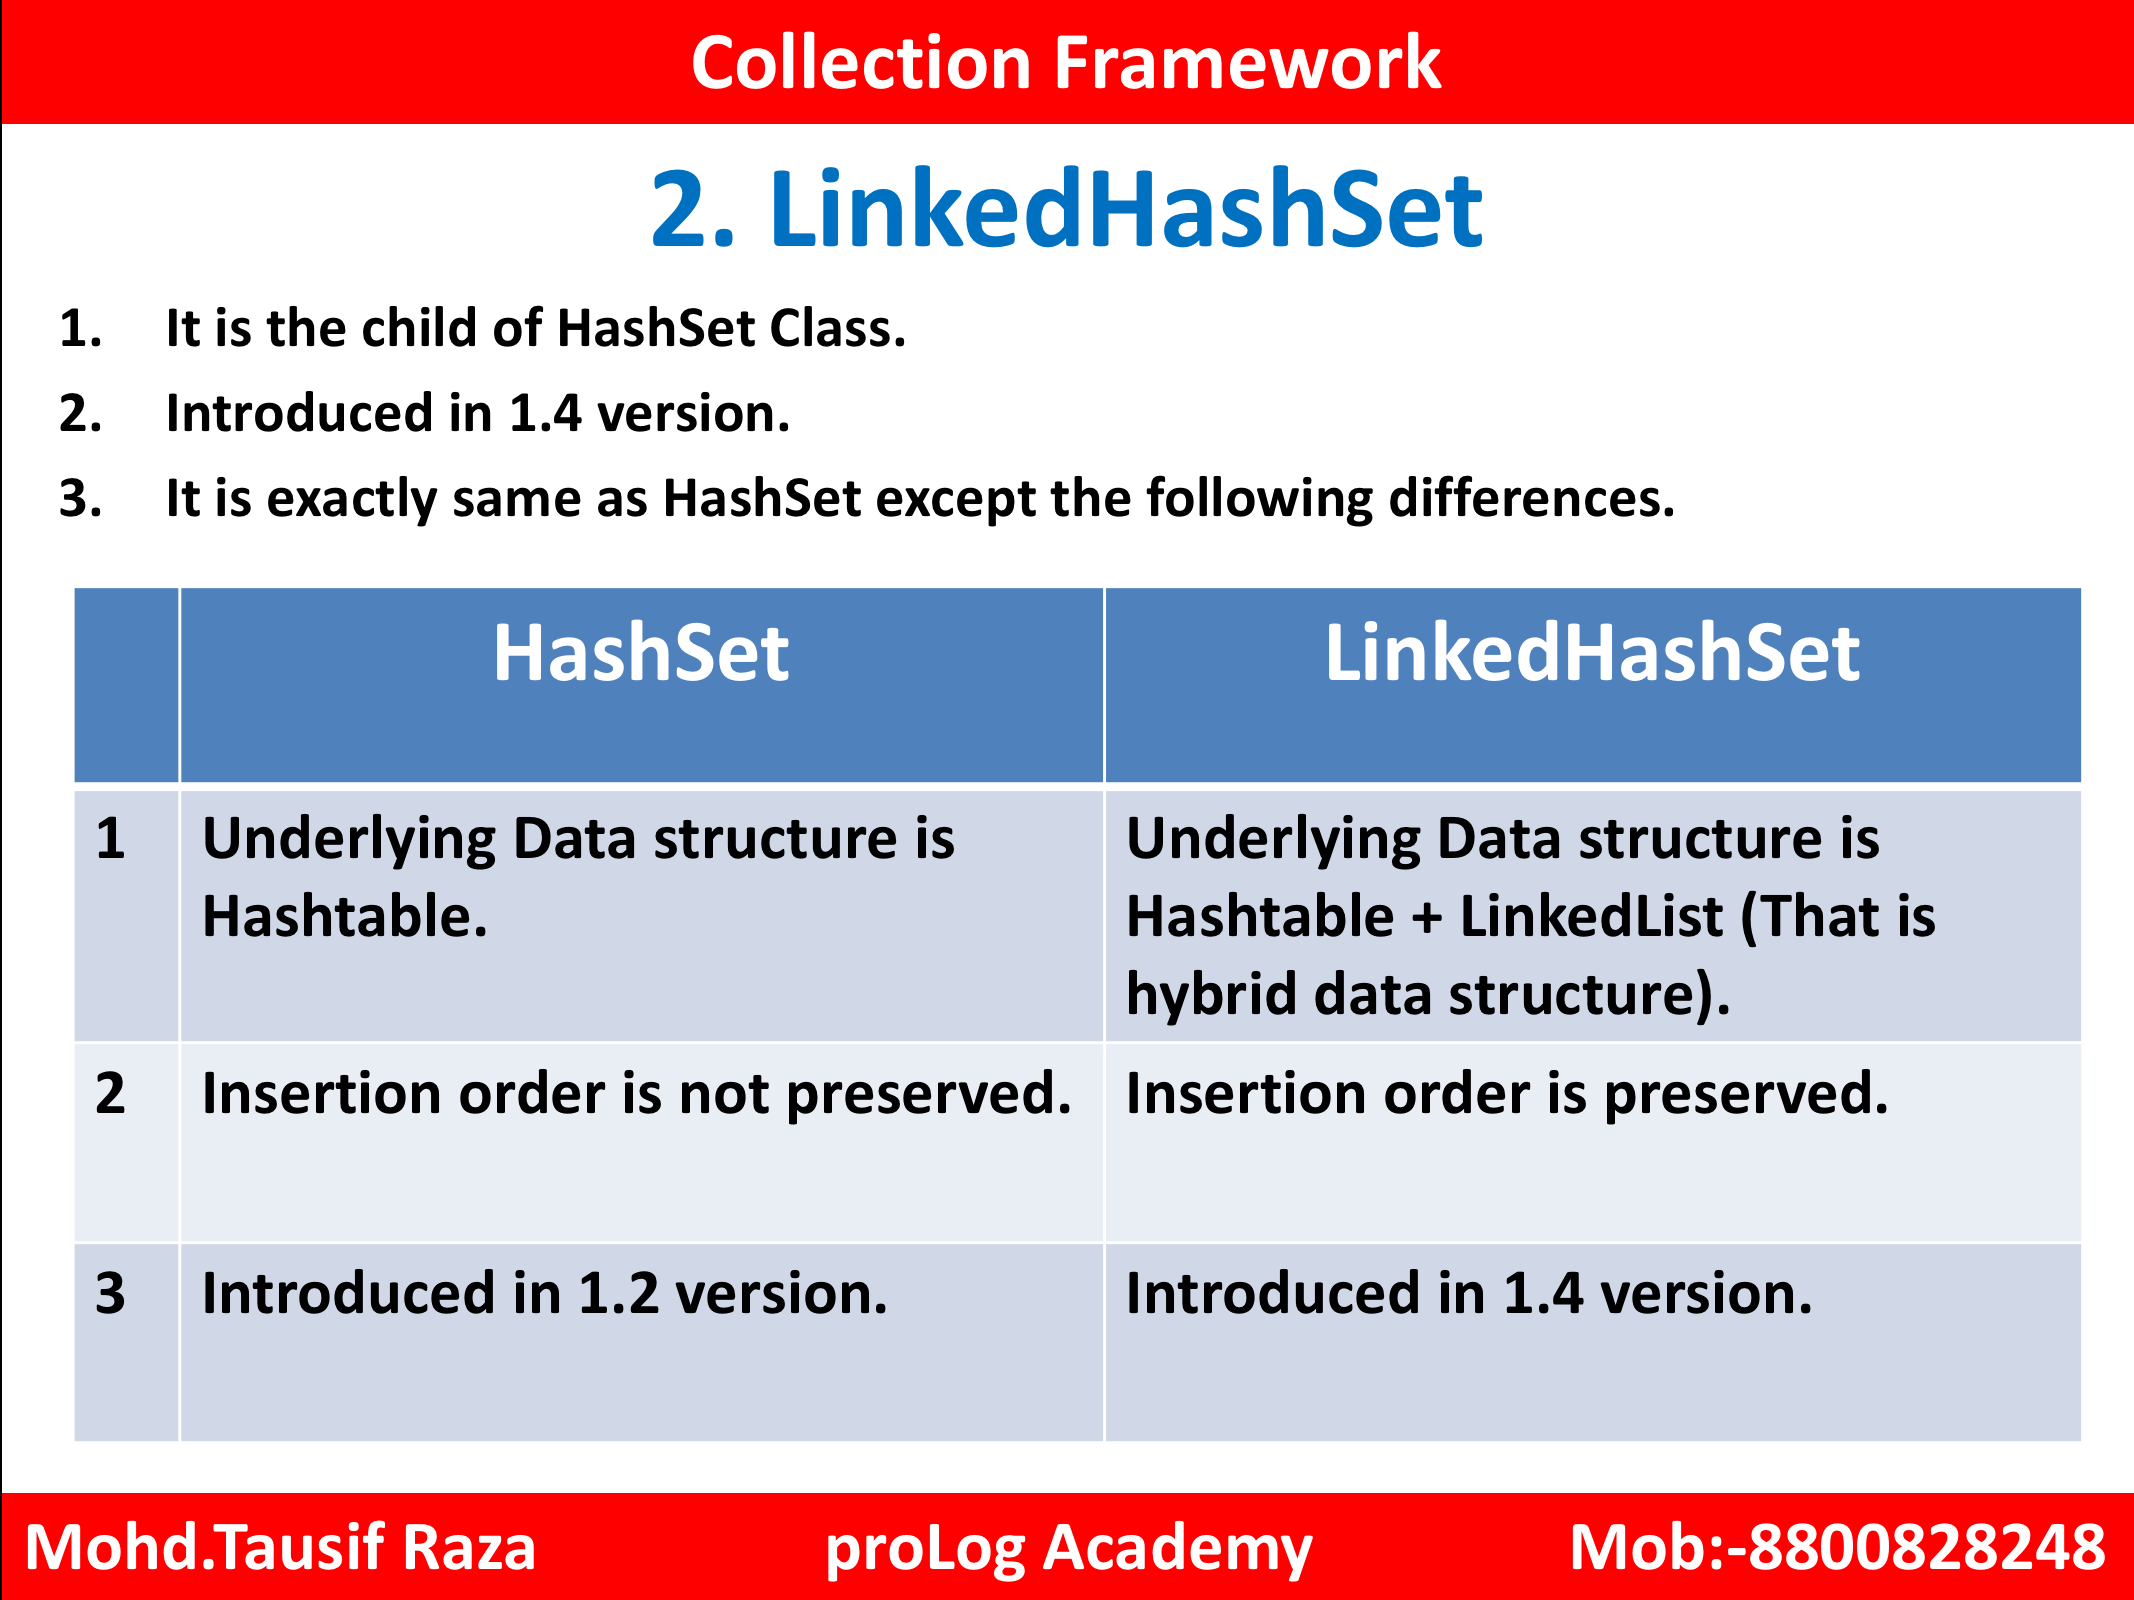 Collection Framework
2. LinkedHashSet
1. It is the child of HashSet Class.
2. Introduced in 1.4 version.
3. It is exactly same as HashSet except the following differences.
HashSet LinkedHashSet
1 Underlying Data structure is Hashtable. Underlying Data structure is Hashtable + LinkedList (That is hybrid data structure).
2 Insertion order is not preserved. Insertion order is preserved.
3 Introduced in 1.2 version. Introduced in 1.4 version.
Mohd.Tausif Raza proLog Academy Mob:-8800828248